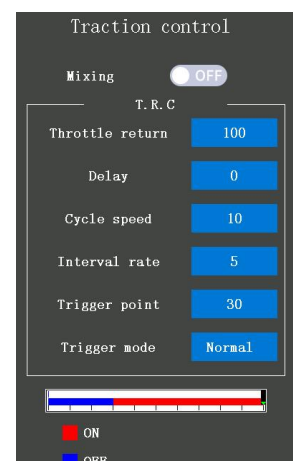 Traction control
Mixing OFF
T.R.C
Throttle return 100
Delay 0
Cycle speed 10
Interval rate 5
Trigger point 30
Trigger mode Normal
ON
OFF